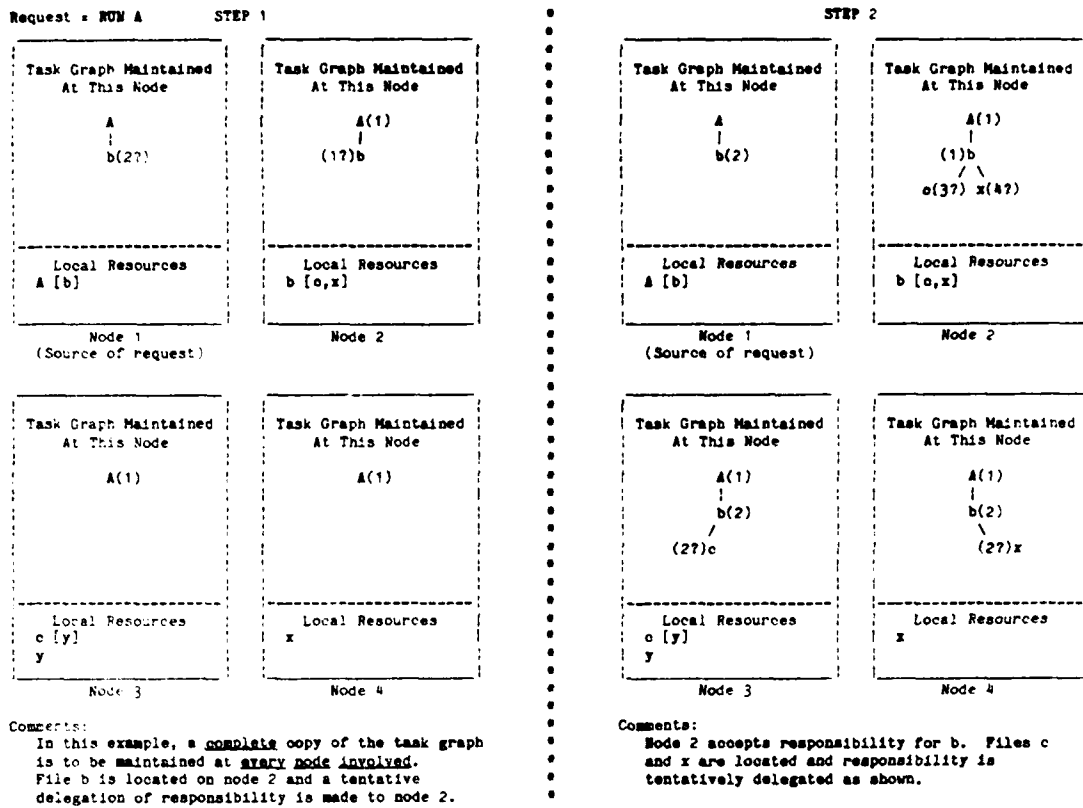 Request = RUN A STEP 1
Task Graph Maintained
At This Node
A
b(2?)
Local Resources
A [b]
Node 1
(Source of request)
Task Graph Maintained
At This Node
A(1)
(1?)b
Local Resources
b [c,x]
Node 2
Task Graph Maintained
At This Node
A(1)
Local Resources
c [y]
y
Node 3
Task Graph Maintained
At This Node
A(1)
Local Resources
x
Node 4
Comments:
In this example, a complete copy of the task graph
is to be maintained at every node involved.
File b is located on node 2 and a tentative
delegation of responsibility is made to node 2.
STEP 2
Task Graph Maintained
At This Node
A
b(2)
Local Resources
A [b]
Node 1
(Source of request)
Task Graph Maintained
At This Node
A(1)
(1)b
c(3?) x(4?)
Local Resources
b [c,x]
Node 2
Task Graph Maintained
At This Node
A(1)
b(2)
(2?)c
Local Resources
c [y]
y
Node 3
Task Graph Maintained
At This Node
A(1)
b(2)
(2?)x
Local Resources
x
Node 4
Comments:
Node 2 accepts responsibility for b. Files c
and x are located and responsibility is
tentatively delegated as shown.